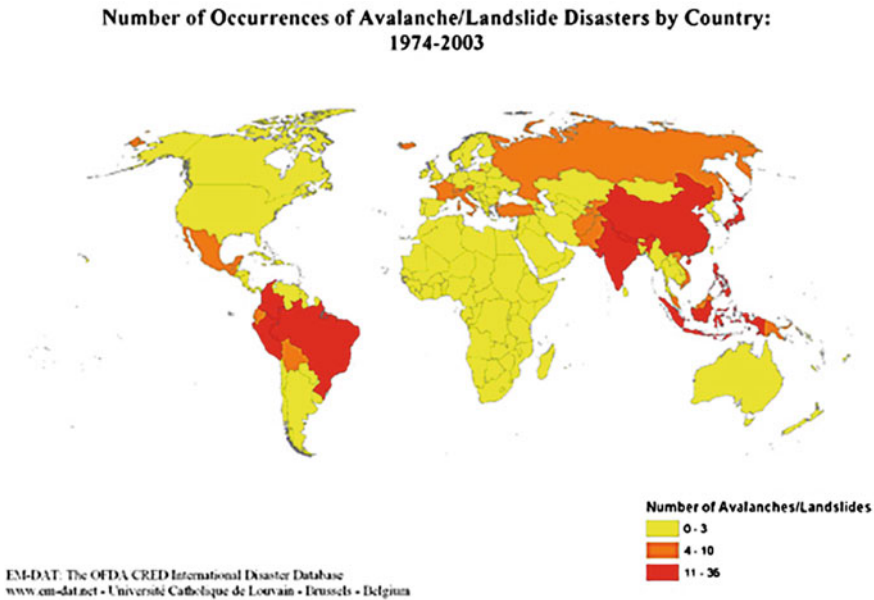 Number of Occurrences of Avalanche/Landslide Disasters by Country:
1974-2003
Number of Avalanches/Landslides
0 - 3
4 - 10
11 - 36
EM-DAT: The OFDA CRED International Disaster Database
www.em-dat.net - Université Catholique de Louvain - Brussels - Belgium